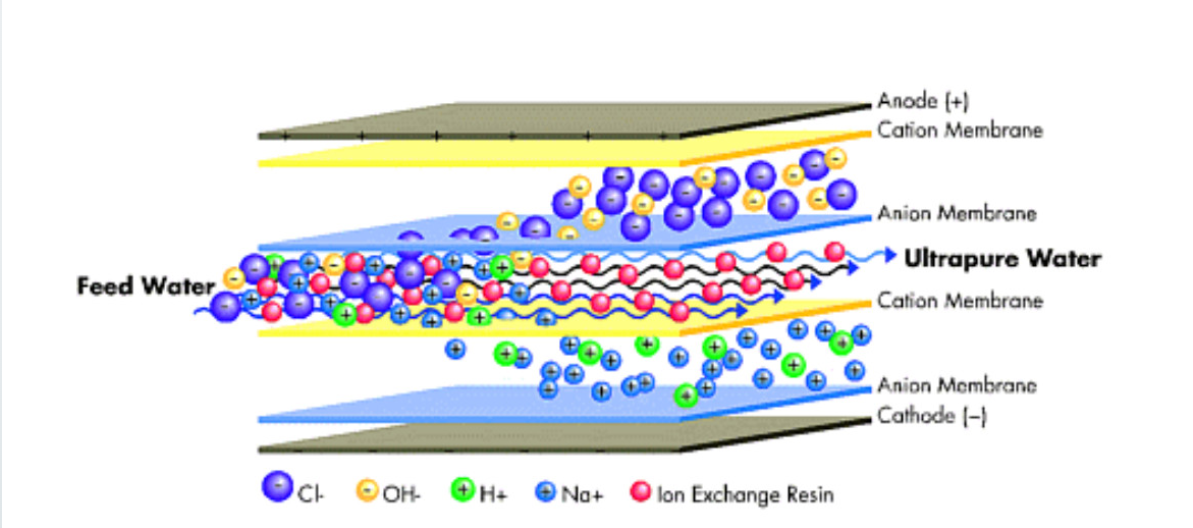 Anode (+)
Cation Membrane
Anion Membrane
Feed Water
Ultrapure Water
Cation Membrane
Anion Membrane
Cathode (–)
Cl- OH- H+ Na+ Ion Exchange Resin